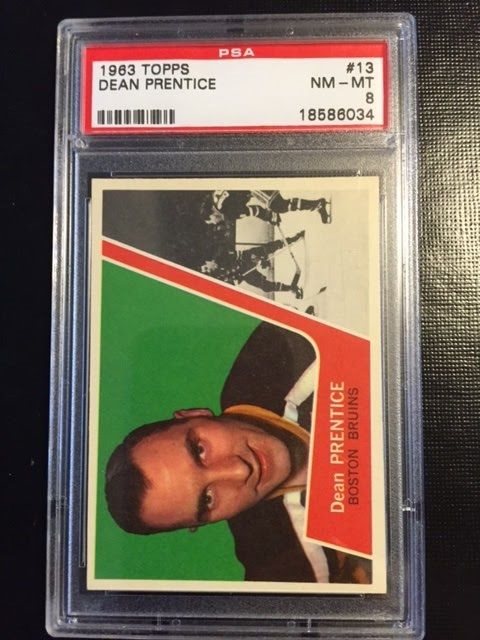 PSA
1963 TOPPS #13
DEAN PRENTICE NM-MT
8
18586034
Dean PRENTICE
BOSTON BRUINS